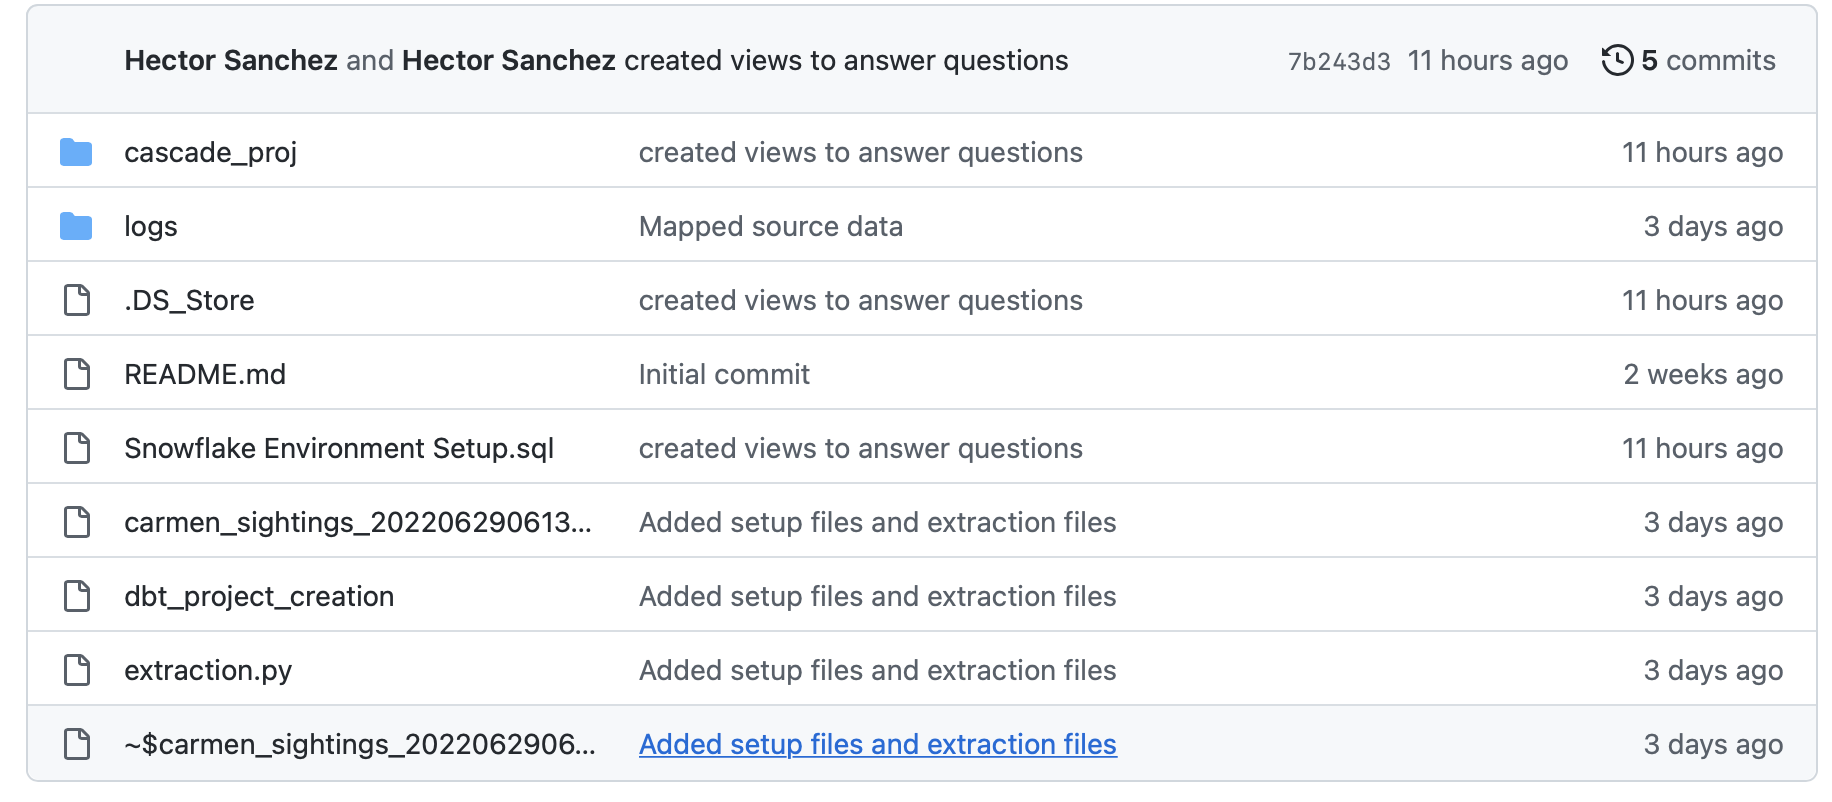 Hector Sanchez and Hector Sanchez created views to answer questions 7b243d3 11 hours ago 5 commits
cascade_proj created views to answer questions 11 hours ago
logs Mapped source data 3 days ago
.DS_Store created views to answer questions 11 hours ago
README.md Initial commit 2 weeks ago
Snowflake Environment Setup.sql created views to answer questions 11 hours ago
carmen_sightings_202206290613... Added setup files and extraction files 3 days ago
dbt_project_creation Added setup files and extraction files 3 days ago
extraction.py Added setup files and extraction files 3 days ago
~$carmen_sightings_2022062906... Added setup files and extraction files 3 days ago